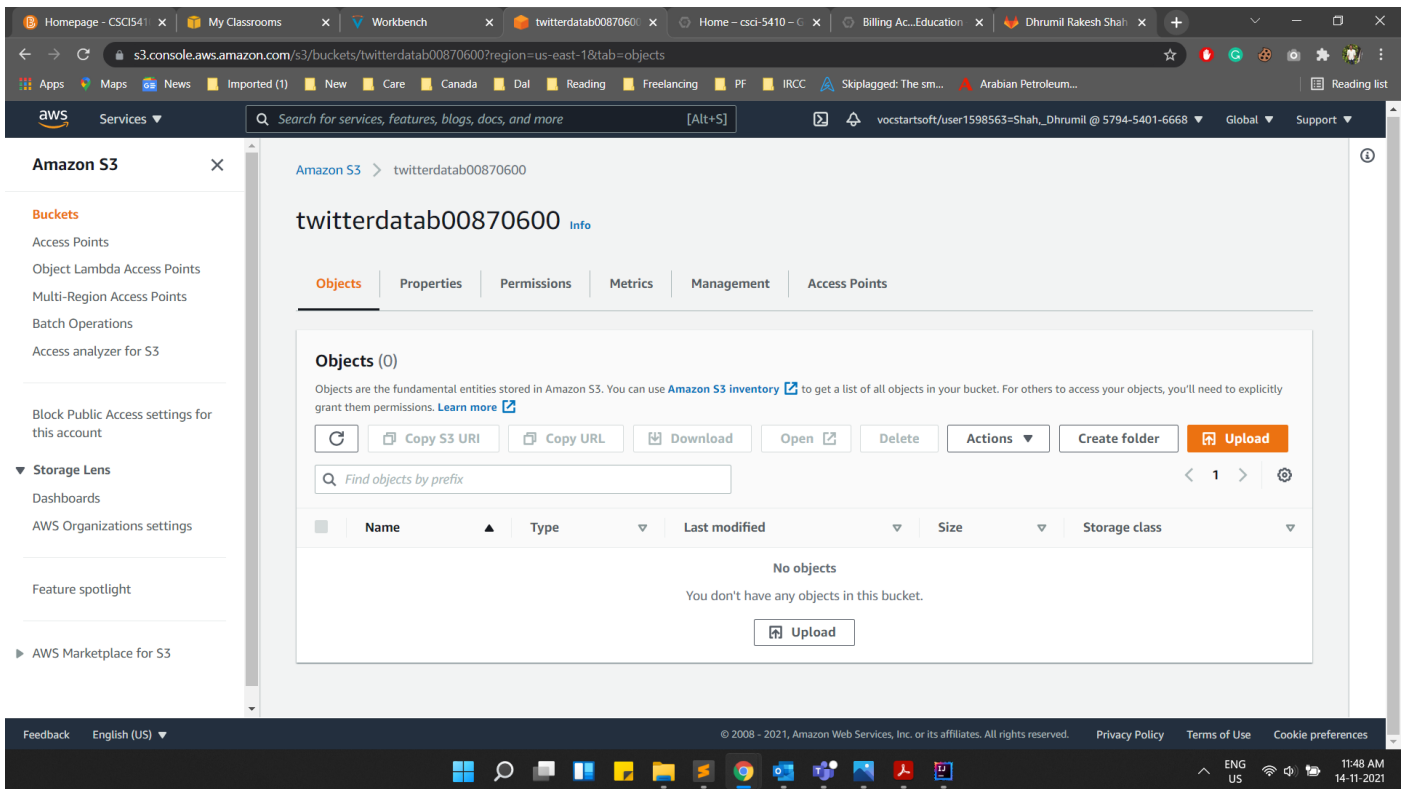 Homepage - CSCI541
My Classrooms
Workbench
twitterdatab00870600
Home – csci-5410 – G
Billing Ac...Education
Dhrumil Rakesh Shah
s3.console.aws.amazon.com/s3/buckets/twitterdatab00870600?region=us-east-1&tab=objects
Apps Maps News Imported (1) New Care Canada Dal Reading Freelancing PF IRCC Skiplagged: The sm... Arabian Petroleum... Reading list
aws Services ▼ Search for services, features, blogs, docs, and more [Alt+S] vocstartsoft/user1598563=Shah,_Dhrumil @ 5794-5401-6668 ▼ Global ▼ Support ▼
Amazon S3
Buckets
Access Points
Object Lambda Access Points
Multi-Region Access Points
Batch Operations
Access analyzer for S3
Block Public Access settings for
this account
Storage Lens
Dashboards
AWS Organizations settings
Feature spotlight
AWS Marketplace for S3
Amazon S3 > twitterdatab00870600
twitterdatab00870600 Info
Objects Properties Permissions Metrics Management Access Points
Objects (0)
Objects are the fundamental entities stored in Amazon S3. You can use Amazon S3 inventory to get a list of all objects in your bucket. For others to access your objects, you'll need to explicitly
grant them permissions. Learn more
Copy S3 URI Copy URL Download Open Delete Actions ▼ Create folder Upload
Find objects by prefix < 1 >
Name ▲ Type Last modified Size Storage class
No objects
You don't have any objects in this bucket.
Upload
Feedback English (US) ▼ © 2008 - 2021, Amazon Web Services, Inc. or its affiliates. All rights reserved. Privacy Policy Terms of Use Cookie preferences
ENG
US
11:48 AM
14-11-2021